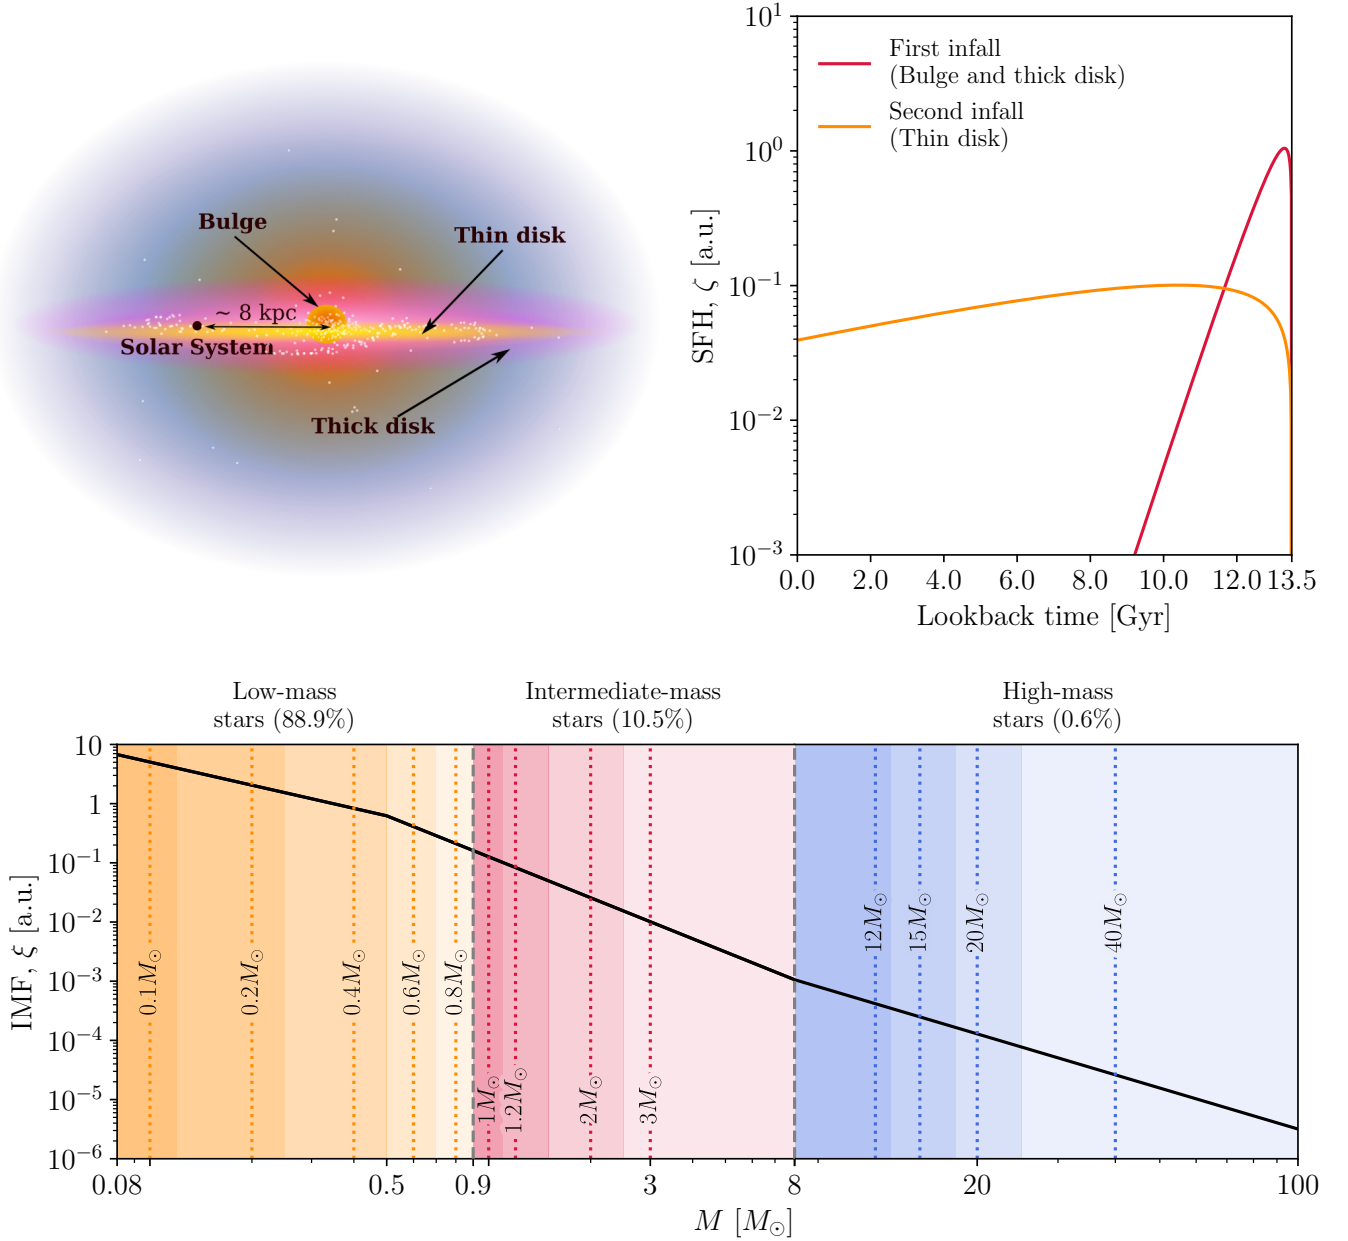 Bulge
Thin disk
~ 8 kpc
Solar System
Thick disk
First infall
(Bulge and thick disk)
Second infall
(Thin disk)
SFH, ζ [a.u.]
10¹
10⁰
10⁻¹
10⁻²
10⁻³
0.0 2.0 4.0 6.0 8.0 10.0 12.0 13.5
Lookback time [Gyr]
Low-mass
stars (88.9%)
Intermediate-mass
stars (10.5%)
High-mass
stars (0.6%)
IMF, ξ [a.u.]
10
1
10⁻¹
10⁻²
10⁻³
10⁻⁴
10⁻⁵
10⁻⁶
0.1M☉
0.2M☉
0.4M☉
0.6M☉
0.8M☉
1M☉
1.2M☉
2M☉
3M☉
12M☉
15M☉
20M☉
40M☉
0.08 0.5 0.9 3 8 20 100
M [M☉]